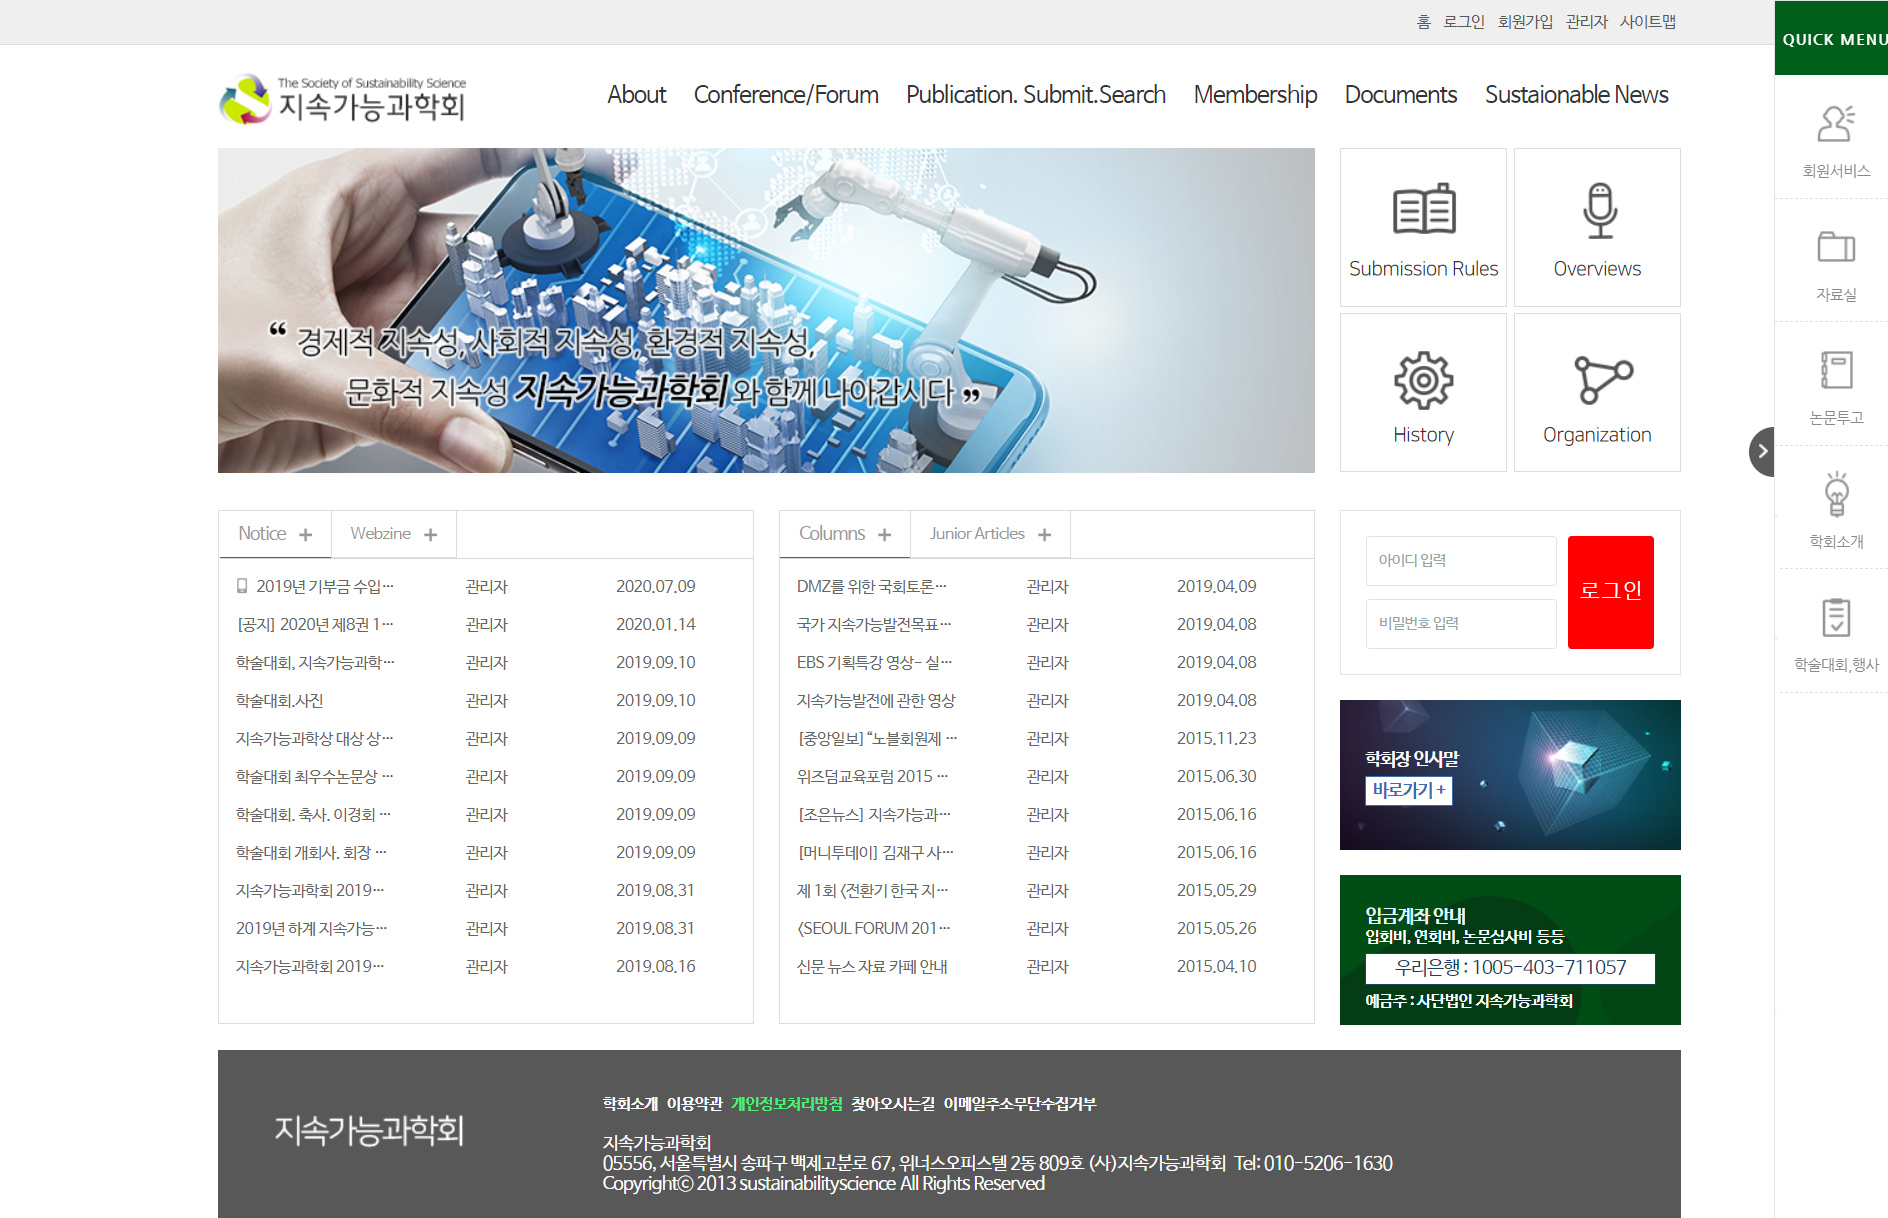 홈 로그인 회원가입 관리자 사이트맵
QUICK MENU
The Society of Sustainability Science
지속가능과학회
About Conference/Forum Publication. Submit.Search Membership Documents Sustaionable News
“ 경제적 지속성, 사회적 지속성, 환경적 지속성,
문화적 지속성 지속가능과학회 와 함께 나아갑시다 ”
Submission Rules
Overviews
History
Organization
회원서비스
자료실
논문투고
학회소개
학술대회,행사
Notice + Webzine +
2019년 기부금 수입… 관리자 2020.07.09
[공지] 2020년 제8권 1… 관리자 2020.01.14
학술대회, 지속가능과학… 관리자 2019.09.10
학술대회.사진 관리자 2019.09.10
지속가능과학상 대상 상… 관리자 2019.09.09
학술대회 최우수논문상 … 관리자 2019.09.09
학술대회. 축사. 이경회 … 관리자 2019.09.09
학술대회 개회사. 회장 … 관리자 2019.09.09
지속가능과학회 2019… 관리자 2019.08.31
2019년 하계 지속가능… 관리자 2019.08.31
지속가능과학회 2019… 관리자 2019.08.16
Columns + Junior Articles +
DMZ를 위한 국회토론… 관리자 2019.04.09
국가 지속가능발전목표… 관리자 2019.04.08
EBS 기획특강 영상- 실… 관리자 2019.04.08
지속가능발전에 관한 영상 관리자 2019.04.08
[중앙일보] “노블회원제 … 관리자 2015.11.23
위즈덤교육포럼 2015 … 관리자 2015.06.30
[조은뉴스] 지속가능과… 관리자 2015.06.16
[머니투데이] 김재구 사… 관리자 2015.06.16
제 1회 <전환기 한국 지… 관리자 2015.05.29
<SEOUL FORUM 201… 관리자 2015.05.26
신문 뉴스 자료 카페 안내 관리자 2015.04.10
아이디 입력
비밀번호 입력
로그인
학회장 인사말
바로가기 +
입금계좌 안내
입회비, 연회비, 논문심사비 등등
우리은행 : 1005-403-711057
예금주 : 사단법인 지속가능과학회
지속가능과학회
학회소개 이용약관 개인정보처리방침 찾아오시는길 이메일주소무단수집거부
지속가능과학회
05556, 서울특별시 송파구 백제고분로 67, 위너스오피스텔 2동 809호 (사)지속가능과학회 Tel: 010-5206-1630
Copyright© 2013 sustainabilityscience All Rights Reserved